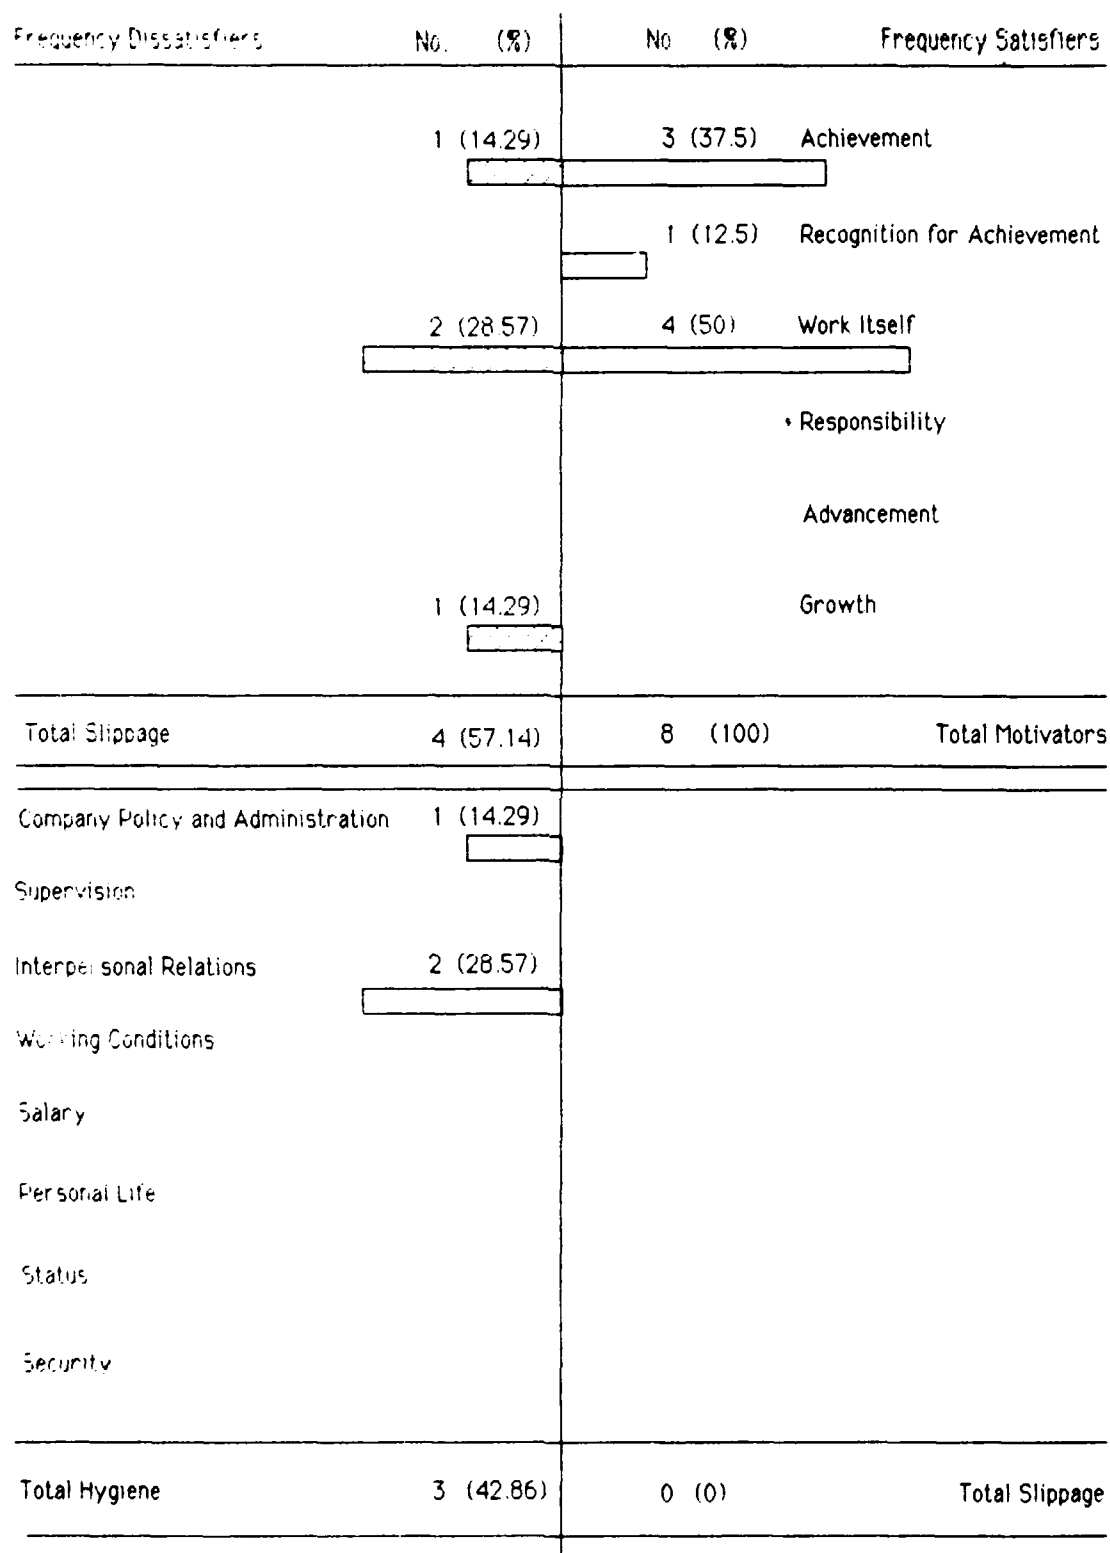 Frequency Dissatisfiers No. (%) No (%) Frequency Satisfiers
1 (14.29) 3 (37.5) Achievement
1 (12.5) Recognition for Achievement
2 (28.57) 4 (50) Work Itself
Responsibility
Advancement
1 (14.29) Growth
Total Slippage 4 (57.14) 8 (100) Total Motivators
Company Policy and Administration 1 (14.29)
Supervision
Interpersonal Relations 2 (28.57)
Working Conditions
Salary
Personal Life
Status
Security
Total Hygiene 3 (42.86) 0 (0) Total Slippage